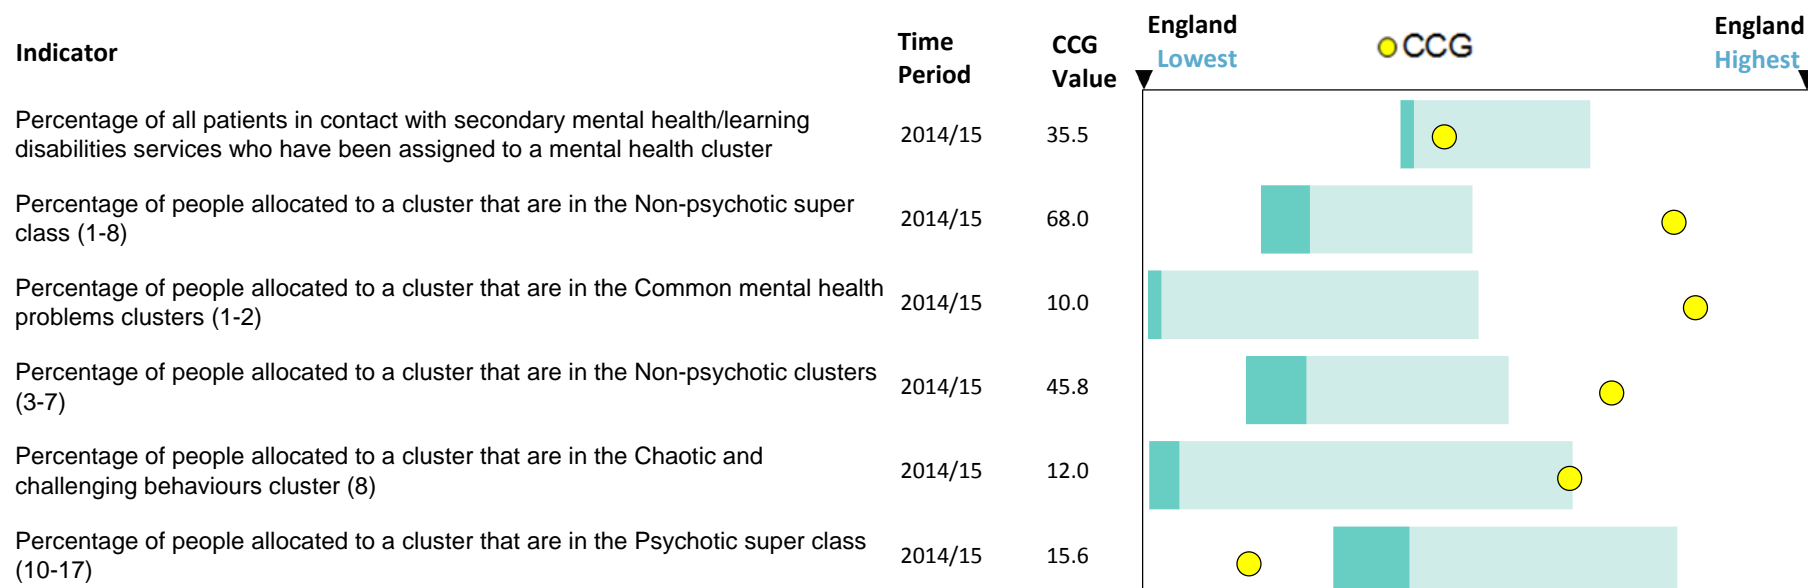 Indicator
Time Period
CCG Value
England Lowest
CCG
England Highest
Percentage of all patients in contact with secondary mental health/learning
disabilities services who have been assigned to a mental health cluster
2014/15
35.5
Percentage of people allocated to a cluster that are in the Non-psychotic super
class (1-8)
2014/15
68.0
Percentage of people allocated to a cluster that are in the Common mental health
problems clusters (1-2)
2014/15
10.0
Percentage of people allocated to a cluster that are in the Non-psychotic clusters
(3-7)
2014/15
45.8
Percentage of people allocated to a cluster that are in the Chaotic and
challenging behaviours cluster (8)
2014/15
12.0
Percentage of people allocated to a cluster that are in the Psychotic super class
(10-17)
2014/15
15.6